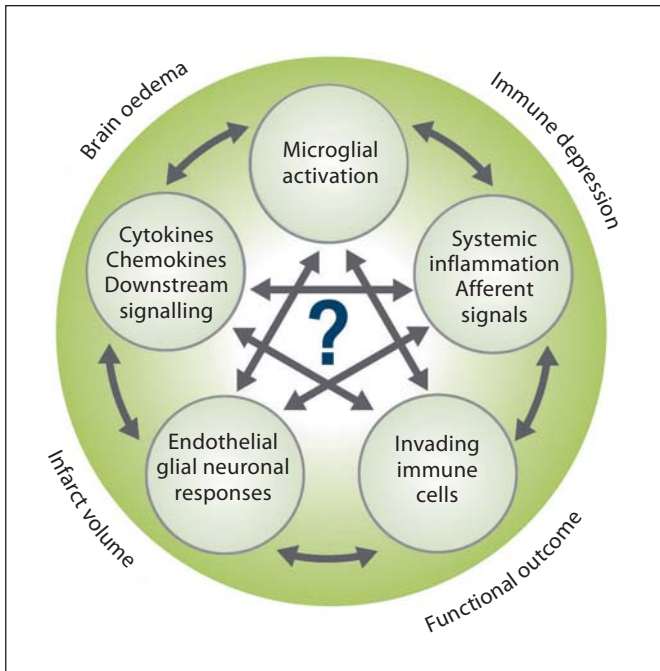 Brain oedema
Immune depression
Microglial
activation
Cytokines
Chemokines
Downstream
signalling
Systemic
inflammation
Afferent
signals
?
Endothelial
glial neuronal
responses
Invading
immune
cells
Infarct volume
Functional outcome